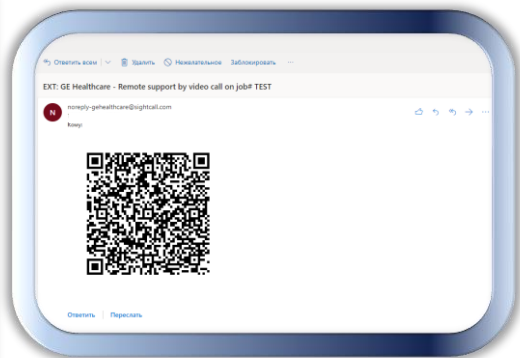 Ответить всем Удалить Нежелательное Заблокировать ...
EXT: GE Healthcare - Remote support by video call on job# TEST
N noreply-gehealthcare@sightcall.com
Кому:
Ответить Переслать